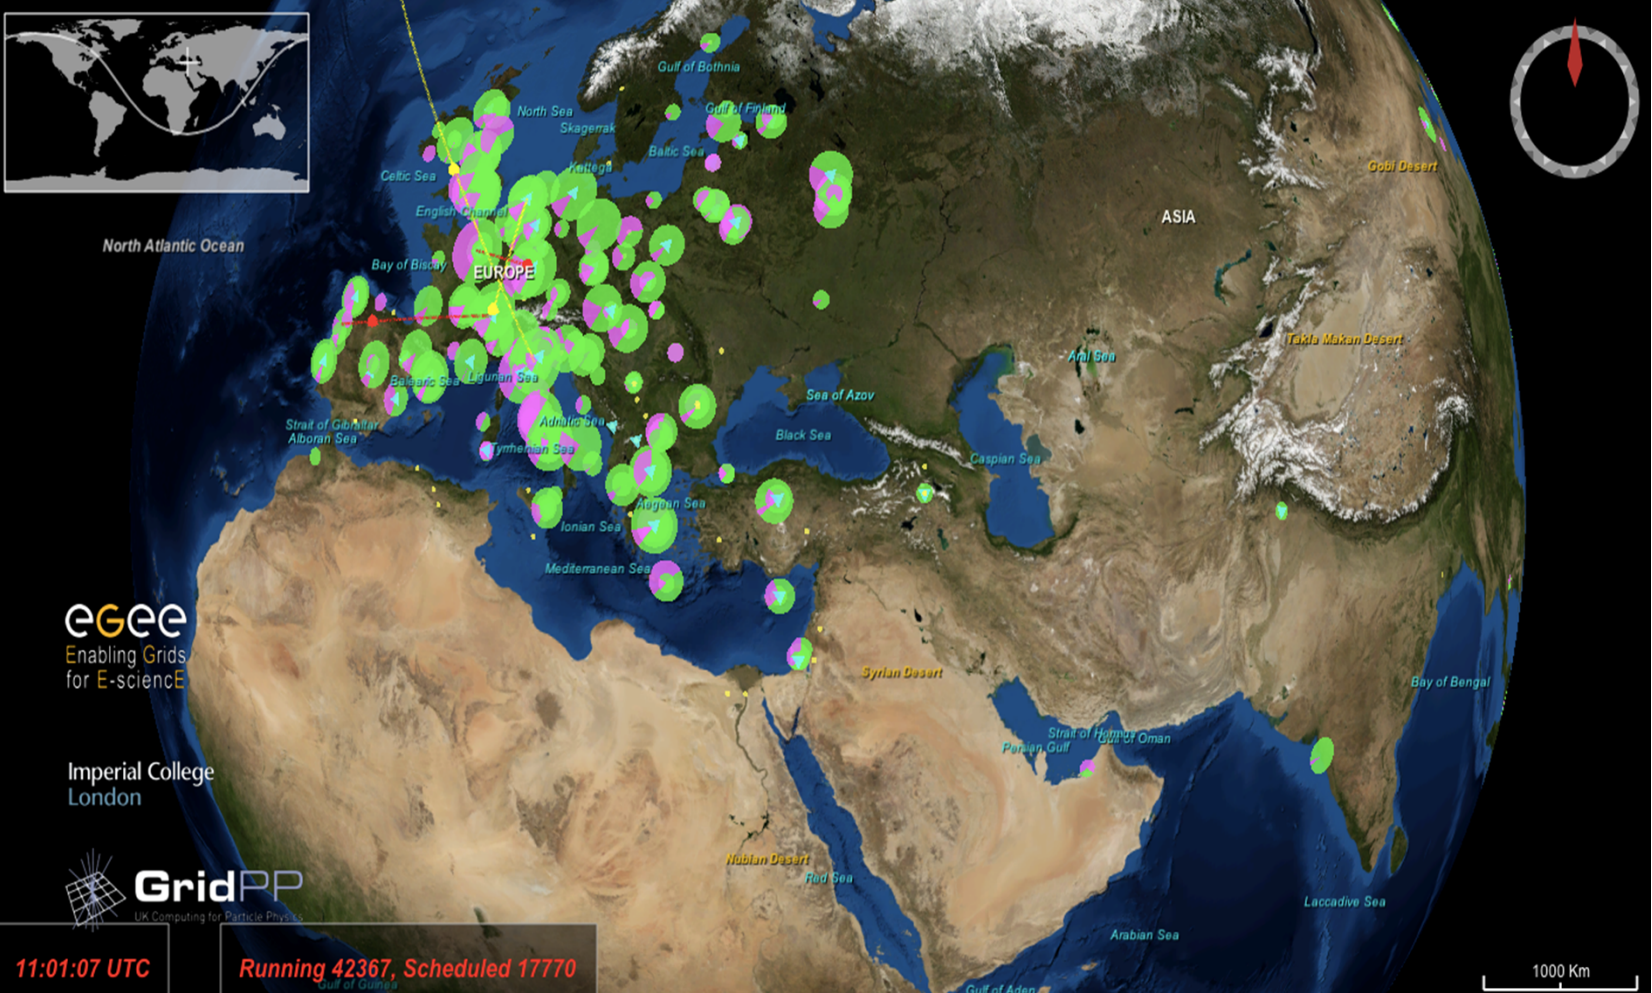 Gulf of Bothnia
North Sea
Gulf of Finland
Skagerrak
Baltic Sea
Kattega
Gobi Desert
Celtic Sea
English Channel
ASIA
North Atlantic Ocean
Bay of Biscay
EUROPE
Takla Makan Desert
Aral Sea
Balearic Sea
Ligurian Sea
Sea of Azov
Strait of Gibraltar
Alboran Sea
Adriatic Sea
Black Sea
Tyrrhenian Sea
Caspian Sea
Aegean Sea
Ionian Sea
Mediterranean Sea
egee
Enabling Grids
for E-sciencE
Syrian Desert
Bay of Bengal
Strait of Hormuz
Gulf of Oman
Persian Gulf
Imperial College
London
Nubian Desert
Red Sea
GridPP
UK Computing for Particle Physics
Laccadive Sea
Arabian Sea
11:01:07 UTC
Running 42367, Scheduled 17770
1000 Km
Gulf of Guinea
Gulf of Aden